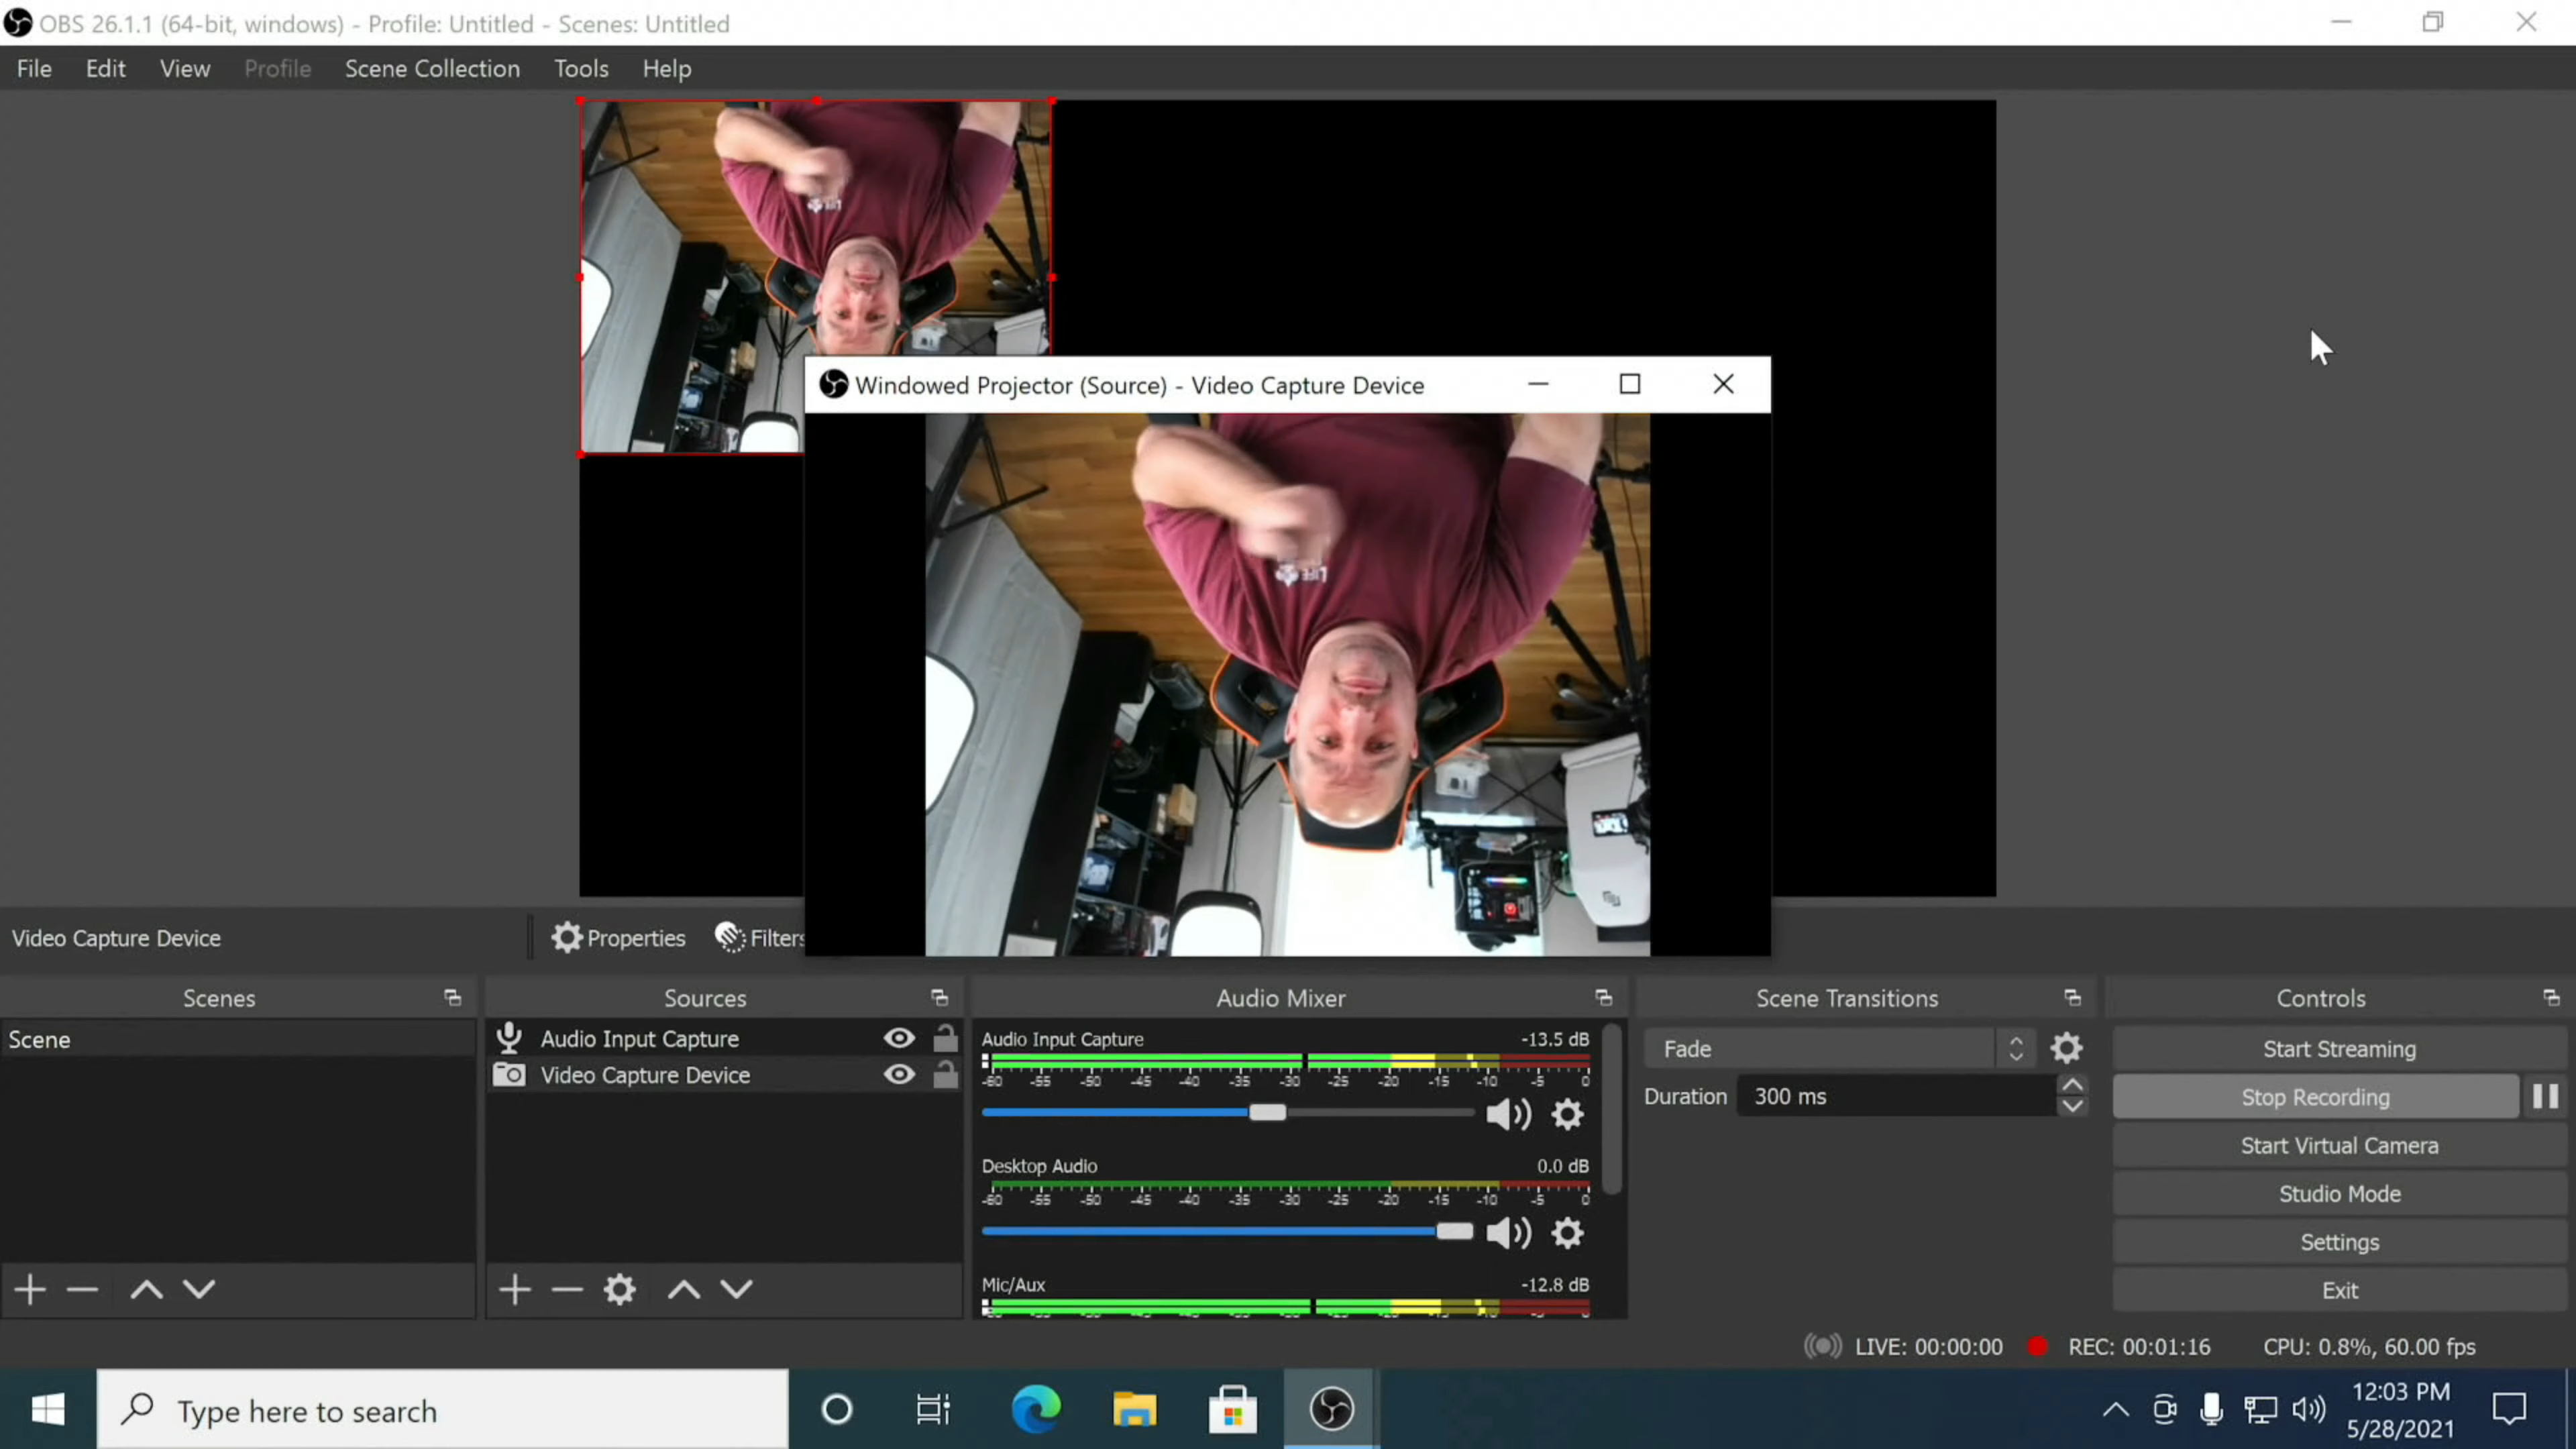 OBS 26.1.1 (64-bit, windows) - Profile: Untitled - Scenes: Untitled
File Edit View Profile Scene Collection Tools Help
Windowed Projector (Source) - Video Capture Device
LIFE
LIFE
Video Capture Device Properties Filters
Scenes Sources Audio Mixer Scene Transitions Controls
Scene
Audio Input Capture
Video Capture Device
Audio Input Capture -13.5 dB
-60 -55 -50 -45 -40 -35 -30 -25 -20 -15 -10 -5 0
Desktop Audio 0.0 dB
-60 -55 -50 -45 -40 -35 -30 -25 -20 -15 -10 -5 0
Mic/Aux -12.8 dB
Fade
Duration 300 ms
Start Streaming
Stop Recording
Start Virtual Camera
Studio Mode
Settings
Exit
LIVE: 00:00:00 REC: 00:01:16 CPU: 0.8%, 60.00 fps
Type here to search
12:03 PM
5/28/2021